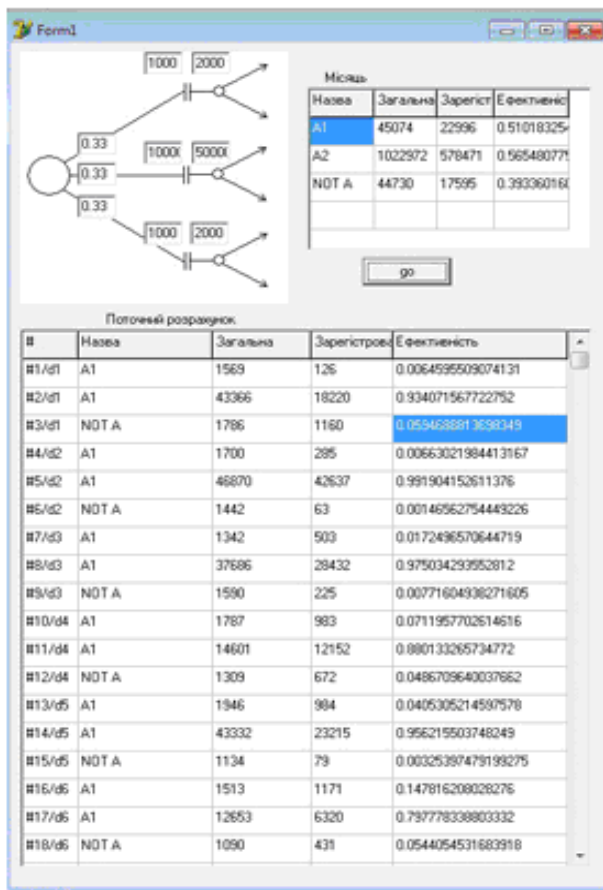 Form1
1000 2000
0.33
1000 5000
0.33
0.33
1000 2000
Місяць
Назва Загальна Зареєст Ефективніс
A1 45074 22996 0.51018325
A2 1022972 578471 0.56548077
NOT A 44730 17595 0.39336016
go
Поточний розрахунок
# Назва Загальна Зареєстрова Ефективність
#1/d1 A1 1569 126 0.0064595509074131
#2/d1 A1 43366 18220 0.934071567722752
#3/d1 NOT A 1786 1160 0.0594688813698349
#4/d2 A1 1700 285 0.00663021984413167
#5/d2 A1 46870 42637 0.991904152611376
#6/d2 NOT A 1442 63 0.00146562754449226
#7/d3 A1 1342 503 0.0172496570644719
#8/d3 A1 37686 28432 0.975034293552812
#9/d3 NOT A 1590 225 0.00771604938271605
#10/d4 A1 1787 983 0.0711957702614616
#11/d4 A1 14601 12152 0.880133265734772
#12/d4 NOT A 1309 672 0.0486709640037662
#13/d5 A1 1946 984 0.0405305214597578
#14/d5 A1 43332 23215 0.956215503748249
#15/d5 NOT A 1134 79 0.00325397479199275
#16/d6 A1 1513 1171 0.147816208028276
#17/d6 A1 12653 6320 0.797778338803332
#18/d6 NOT A 1090 431 0.0544054531683918